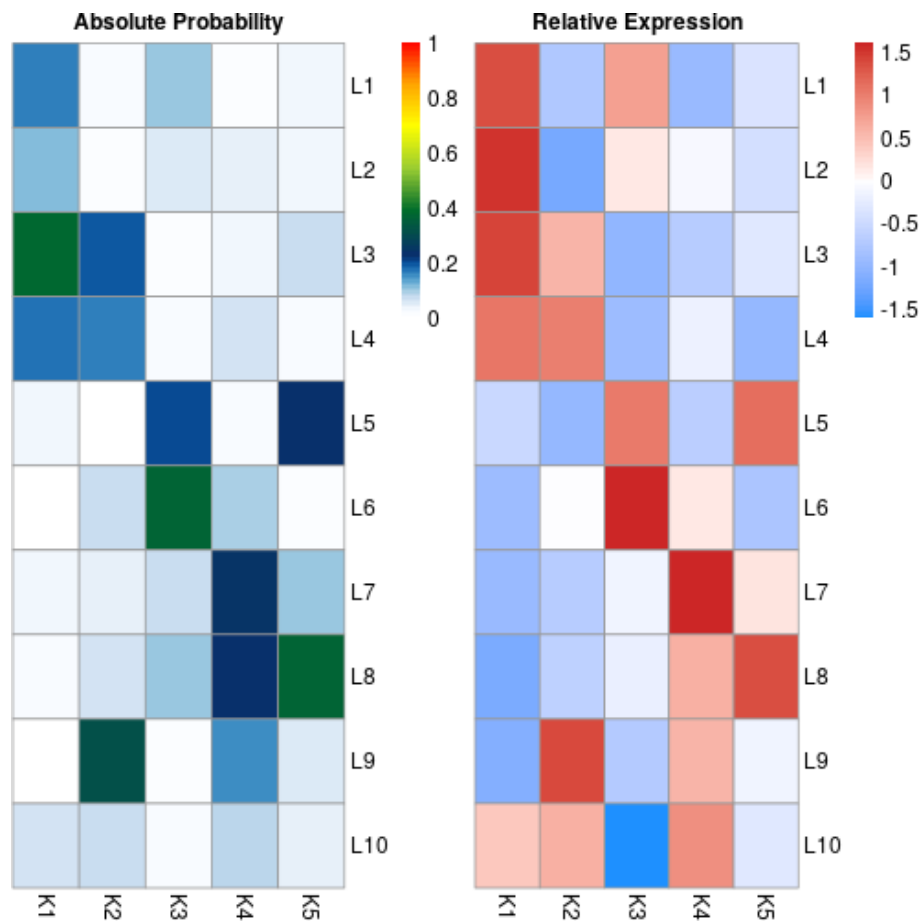 Absolute Probability
Relative Expression
1
0.8
0.6
0.4
0.2
0
1.5
1
0.5
0
-0.5
-1
-1.5
L1
L2
L3
L4
L5
L6
L7
L8
L9
L10
K1
K2
K3
K4
K5
L1
L2
L3
L4
L5
L6
L7
L8
L9
L10
K1
K2
K3
K4
K5